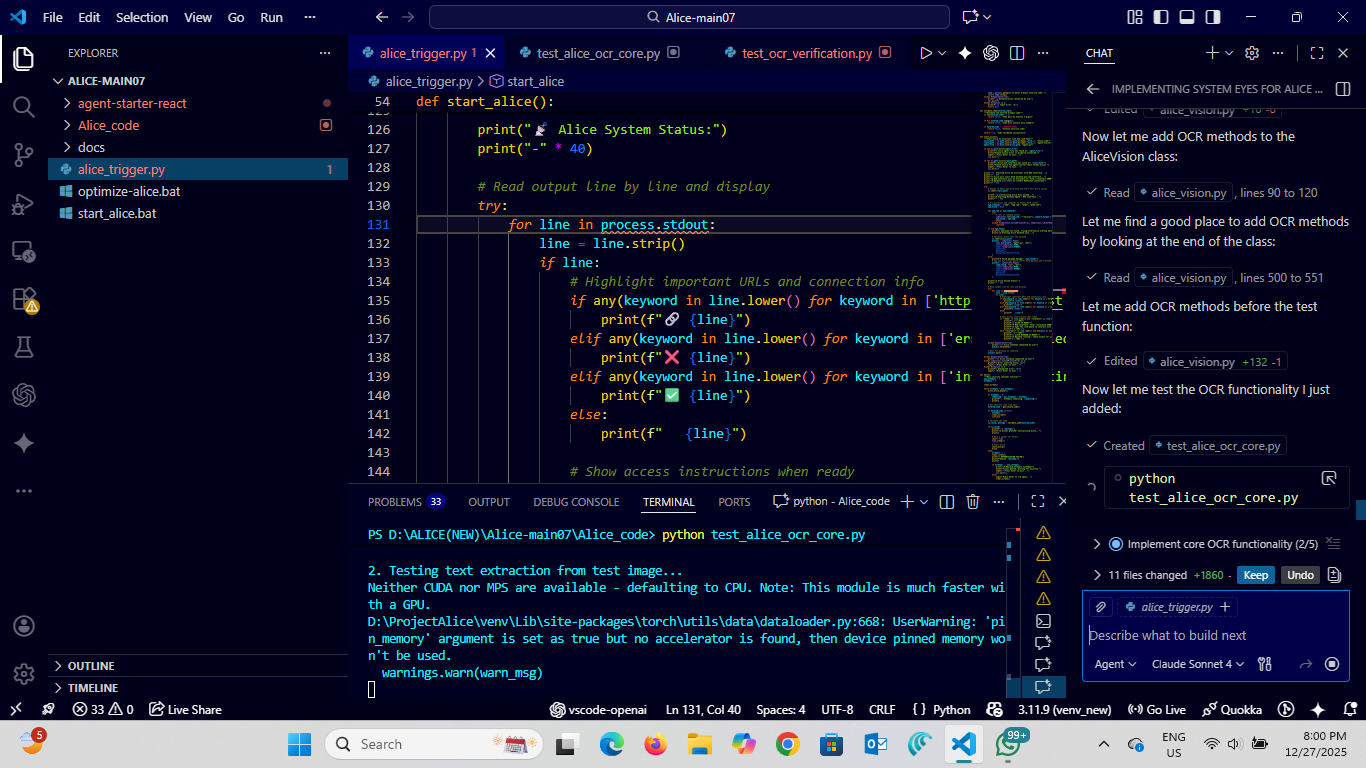 File Edit Selection View Go Run ···
Alice-main07
EXPLORER ···
ALICE-MAIN07
agent-starter-react
Alice_code
docs
alice_trigger.py 1
optimize-alice.bat
start_alice.bat
OUTLINE
TIMELINE
alice_trigger.py 1
test_alice_ocr_core.py
test_ocr_verification.py
alice_trigger.py > start_alice
54 def start_alice():
126 print("📡 Alice System Status:")
127 print("-" * 40)
128
129 # Read output line by line and display
130 try:
131 for line in process.stdout:
132 line = line.strip()
133 if line:
134 # Highlight important URLs and connection info
135 if any(keyword in line.lower() for keyword in ['http
136 print(f"🔗 {line}")
137 elif any(keyword in line.lower() for keyword in ['er
138 print(f"❌ {line}")
139 elif any(keyword in line.lower() for keyword in ['in
140 print(f"✅ {line}")
141 else:
142 print(f"   {line}")
143
144 # Show access instructions when ready
PROBLEMS 33 OUTPUT DEBUG CONSOLE TERMINAL PORTS python - Alice_code
PS D:\ALICE(NEW)\Alice-main07\Alice_code> python test_alice_ocr_core.py
2. Testing text extraction from test image...
Neither CUDA nor MPS are available - defaulting to CPU. Note: This module is much faster wi
th a GPU.
D:\ProjectAlice\venv\Lib\site-packages\torch\utils\data\dataloader.py:668: UserWarning: 'pi
n_memory' argument is set as true but no accelerator is found, then device pinned memory wo
n't be used.
warnings.warn(warn_msg)
CHAT
IMPLEMENTING SYSTEM EYES FOR ALICE ...
Edited alice_vision.py +10 -0
Now let me add OCR methods to the
AliceVision class:
Read alice_vision.py , lines 90 to 120
Let me find a good place to add OCR methods
by looking at the end of the class:
Read alice_vision.py , lines 500 to 551
Let me add OCR methods before the test
function:
Edited alice_vision.py +132 -1
Now let me test the OCR functionality I just
added:
Created test_alice_ocr_core.py
python
test_alice_ocr_core.py
Implement core OCR functionality (2/5)
11 files changed +1860 - Keep Undo
alice_trigger.py
Describe what to build next
Agent Claude Sonnet 4
33 0 Live Share
vscode-openai Ln 131, Col 40 Spaces: 4 UTF-8 CRLF { } Python 3.11.9 (venv_new) Go Live Quokka
5
Search
99+
ENG
US
8:00 PM
12/27/2025